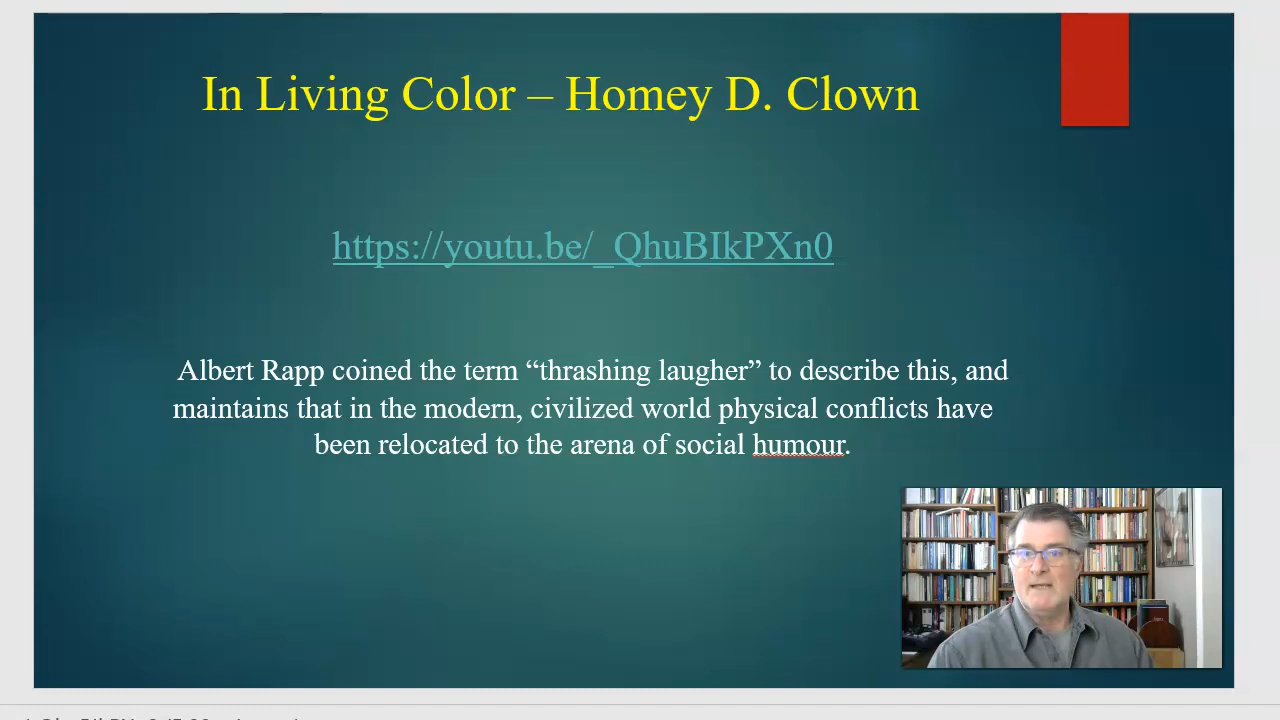 In Living Color – Homey D. Clown
https://youtu.be/_QhuBIkPXn0
Albert Rapp coined the term “thrashing laugher” to describe this, and
maintains that in the modern, civilized world physical conflicts have
been relocated to the arena of social humour.